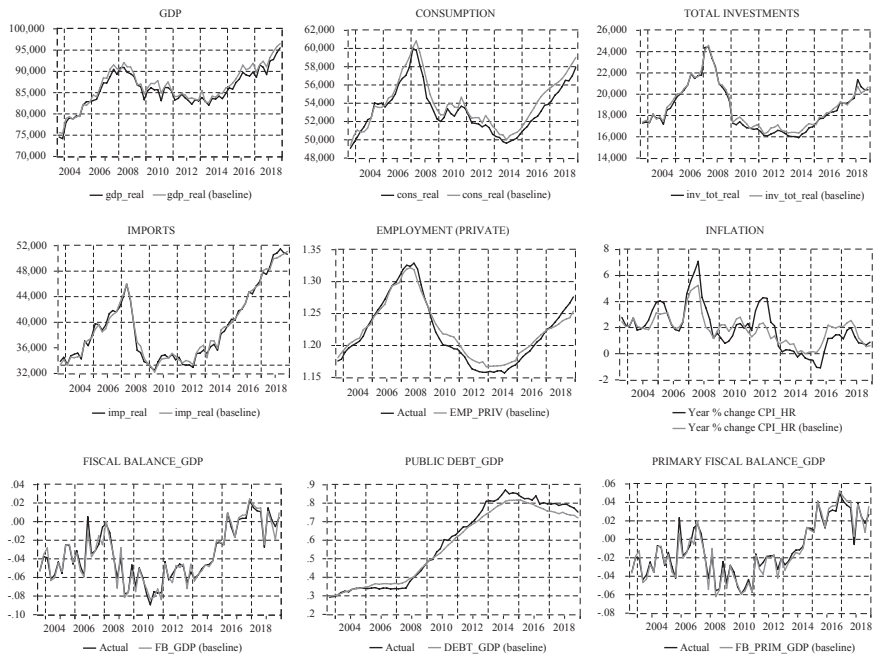 GDP
100,000
95,000
90,000
85,000
80,000
75,000
70,000
2004 2006 2008 2010 2012 2014 2016 2018
gdp_real gdp_real (baseline)
CONSUMPTION
62,000
60,000
58,000
56,000
54,000
52,000
50,000
48,000
2004 2006 2008 2010 2012 2014 2016 2018
cons_real cons_real (baseline)
TOTAL INVESTMENTS
26,000
24,000
22,000
20,000
18,000
16,000
14,000
2004 2006 2008 2010 2012 2014 2016 2018
inv_tot_real inv_tot_real (baseline)
IMPORTS
52,000
48,000
44,000
40,000
36,000
32,000
2004 2006 2008 2010 2012 2014 2016 2018
imp_real imp_real (baseline)
EMPLOYMENT (PRIVATE)
1.35
1.30
1.25
1.20
1.15
2004 2006 2008 2010 2012 2014 2016 2018
Actual EMP_PRIV (baseline)
INFLATION
8
6
4
2
0
-2
2004 2006 2008 2010 2012 2014 2016 2018
Year % change CPI_HR
Year % change CPI_HR (baseline)
FISCAL BALANCE_GDP
.04
.02
.00
-.02
-.04
-.06
-.08
-.10
2004 2006 2008 2010 2012 2014 2016 2018
Actual FB_GDP (baseline)
PUBLIC DEBT_GDP
.9
.8
.7
.6
.5
.4
.3
.2
2004 2006 2008 2010 2012 2014 2016 2018
Actual DEBT_GDP (baseline)
PRIMARY FISCAL BALANCE_GDP
.06
.04
.02
.00
-.02
-.04
-.06
-.08
2004 2006 2008 2010 2012 2014 2016 2018
Actual FB_PRIM_GDP (baseline)